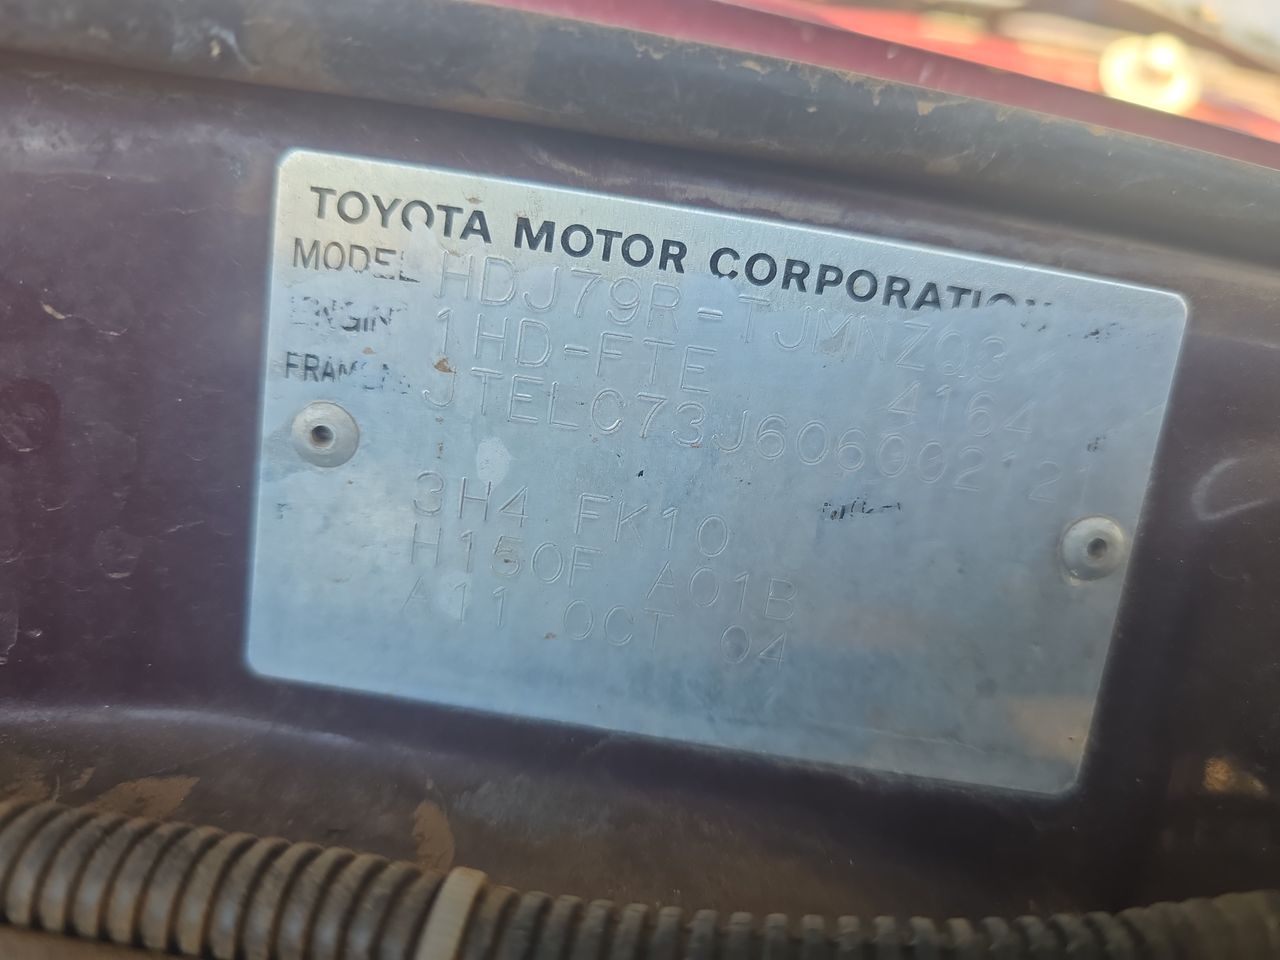 TOYOTA MOTOR CORPORATION
MODEL HDJ79R-TJMNZQ3
ENGINE 1HD-FTE 4164
FRAME No. JTELC73J606002121
3H4 FK10
H150F A01B
A11 OCT 04